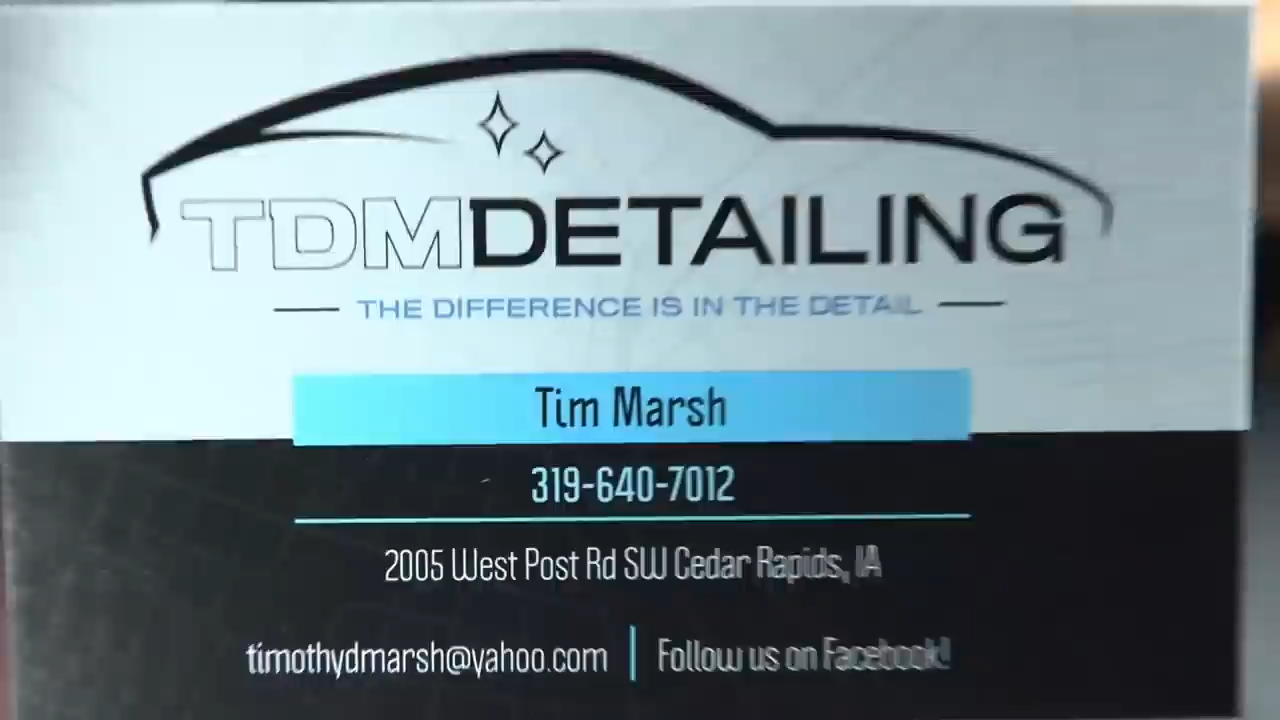 TDMDETAILING
THE DIFFERENCE IS IN THE DETAIL
Tim Marsh
319-640-7012
2005 West Post Rd SW Cedar Rapids, IA
timothydmarsh@yahoo.com | Follow us on Facebook!